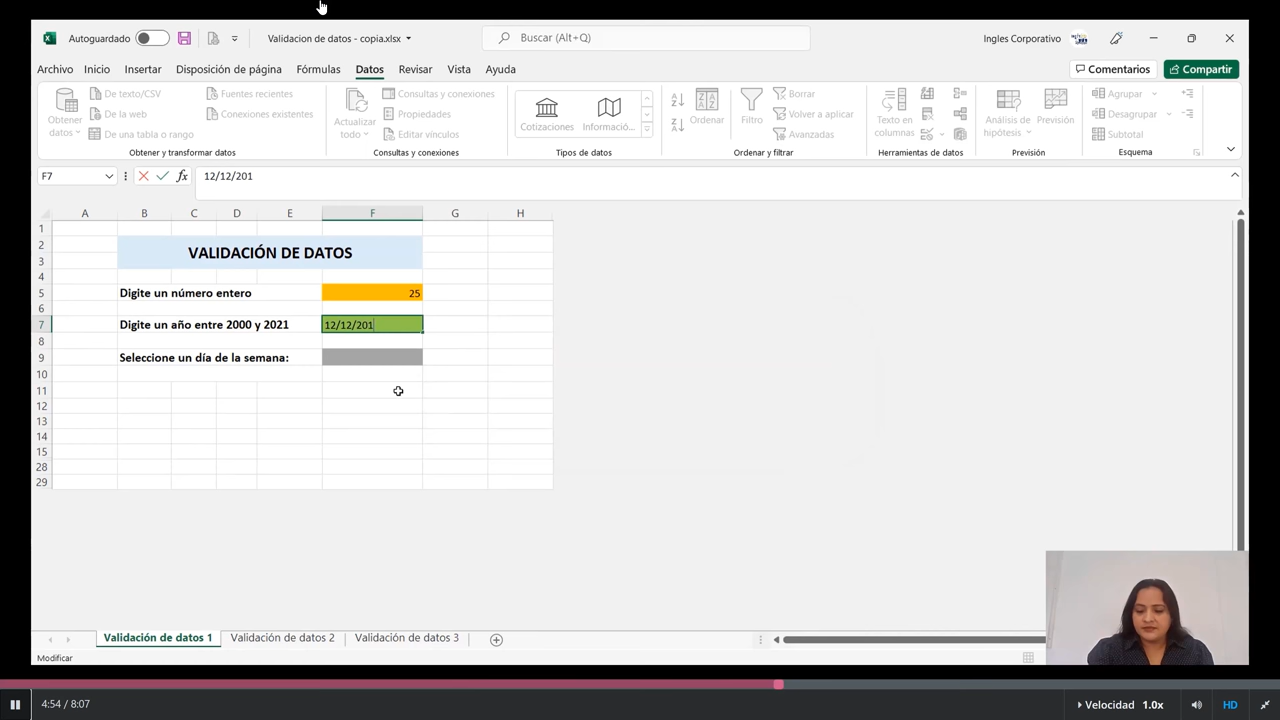 Autoguardado
Validacion de datos - copia.xlsx
Buscar (Alt+Q)
Ingles Corporativo
Archivo Inicio Insertar Disposición de página Fórmulas Datos Revisar Vista Ayuda
Comentarios Compartir
Obtener datos
De texto/CSV
De la web
De una tabla o rango
Fuentes recientes
Conexiones existentes
Obtener y transformar datos
Actualizar todo
Consultas y conexiones
Propiedades
Editar vínculos
Consultas y conexiones
Cotizaciones
Informació...
Tipos de datos
Ordenar
Filtro
Borrar
Volver a aplicar
Avanzadas
Ordenar y filtrar
Texto en columnas
Herramientas de datos
Análisis de hipótesis
Previsión
Previsión
Agrupar
Desagrupar
Subtotal
Esquema
F7
fx
12/12/201
A B C D E F G H
1
2
VALIDACIÓN DE DATOS
3
4
5 Digite un número entero 25
6
7 Digite un año entre 2000 y 2021 12/12/201
8
9 Seleccione un día de la semana:
10
11
12
13
14
15
28
29
Validación de datos 1 Validación de datos 2 Validación de datos 3
Modificar
4:54 / 8:07
Velocidad 1.0x
HD